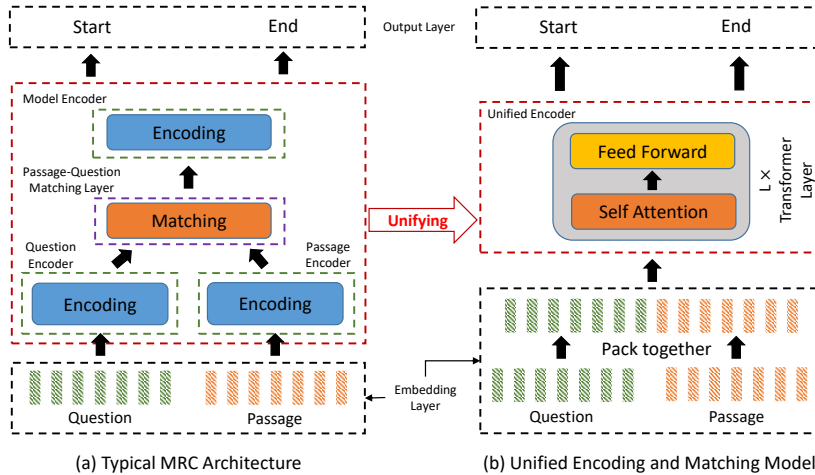 Start
End
Output Layer
Start
End
Model Encoder
Encoding
Passage-Question
Matching Layer
Matching
Question
Encoder
Passage
Encoder
Encoding
Encoding
Unifying
Unified Encoder
Feed Forward
Self Attention
L ×
Transformer
Layer
Pack together
Question
Passage
Embedding
Layer
Question
Passage
(a) Typical MRC Architecture
(b) Unified Encoding and Matching Model